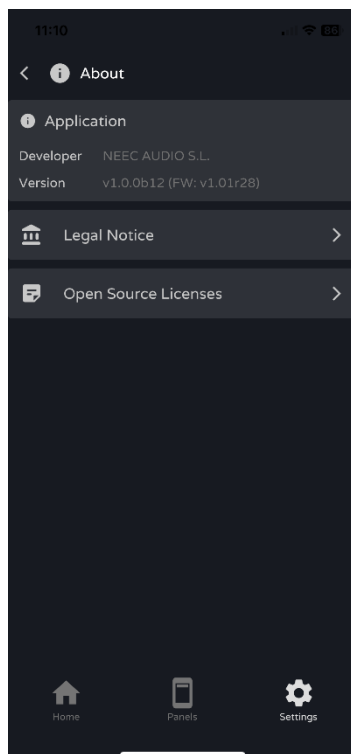 11:10
86
About
Application
Developer NEEC AUDIO S.L.
Version v1.0.0b12 (FW: v1.01r28)
Legal Notice
Open Source Licenses
Home Panels Settings